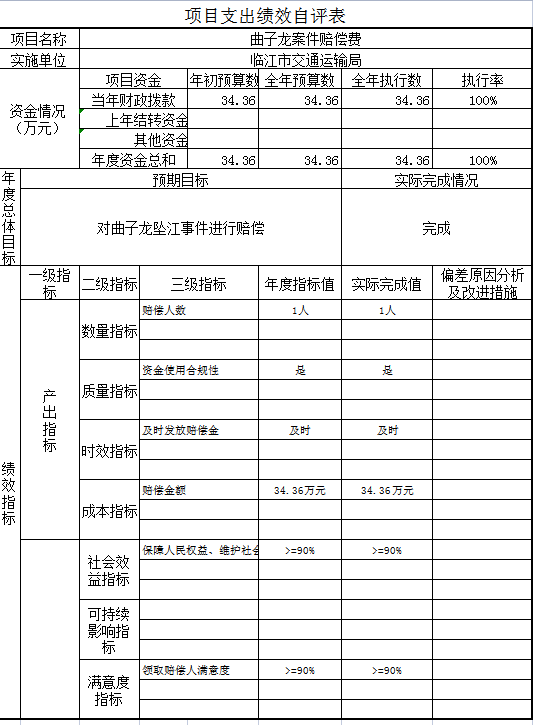 项目支出绩效自评表
项目名称 曲子龙案件赔偿费
实施单位 临江市交通运输局
资金情况（万元） 项目资金 年初预算数 全年预算数 全年执行数 执行率
当年财政拨款 34.36 34.36 34.36 100%
上年结转资金
其他资金
年度资金总和 34.36 34.36 34.36 100%
年度总体目标 预期目标 实际完成情况
对曲子龙坠江事件进行赔偿 完成
绩效指标 一级指标 二级指标 三级指标 年度指标值 实际完成值 偏差原因分析及改进措施
产出指标 数量指标 赔偿人数 1人 1人
质量指标 资金使用合规性 是 是
时效指标 及时发放赔偿金 及时 及时
成本指标 赔偿金额 34.36万元 34.36万元
社会效益指标 保障人民权益、维护社会 >=90% >=90%
可持续影响指标
满意度指标 领取赔偿人满意度 >=90% >=90%